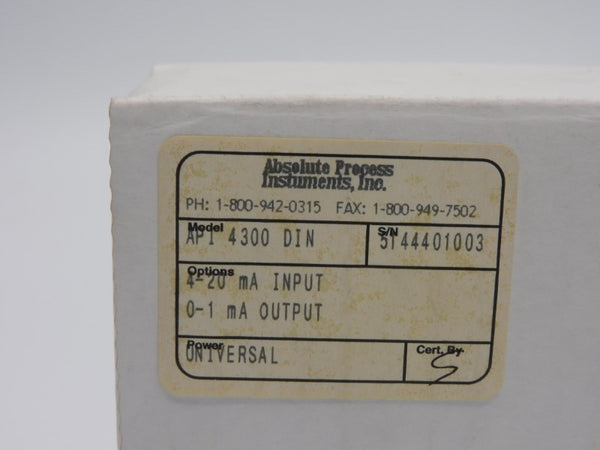 Absolute Process
Instuments, Inc.
PH: 1-800-942-0315 FAX: 1-800-949-7502
Model
API 4300 DIN
S/N
5144401003
Options
4-20 mA INPUT
0-1 mA OUTPUT
Power
UNIVERSAL
Cert. By